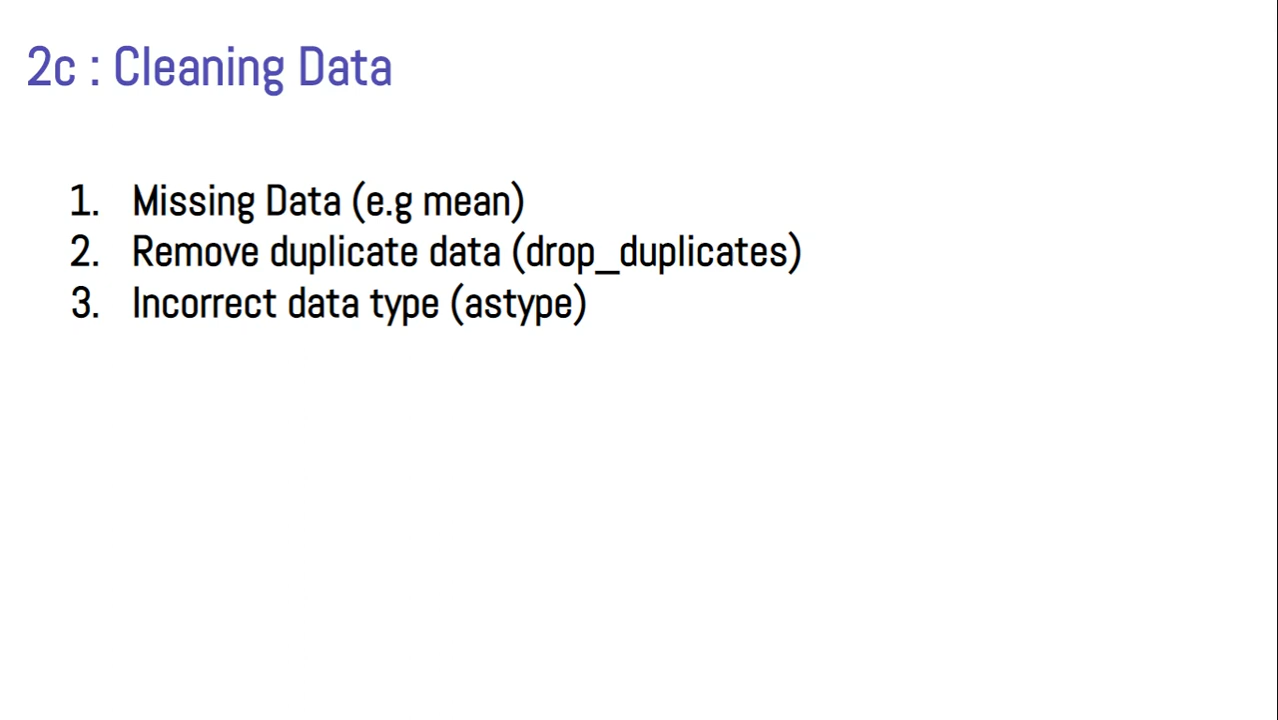 2c : Cleaning Data
1. Missing Data (e.g mean)
2. Remove duplicate data (drop_duplicates)
3. Incorrect data type (astype)